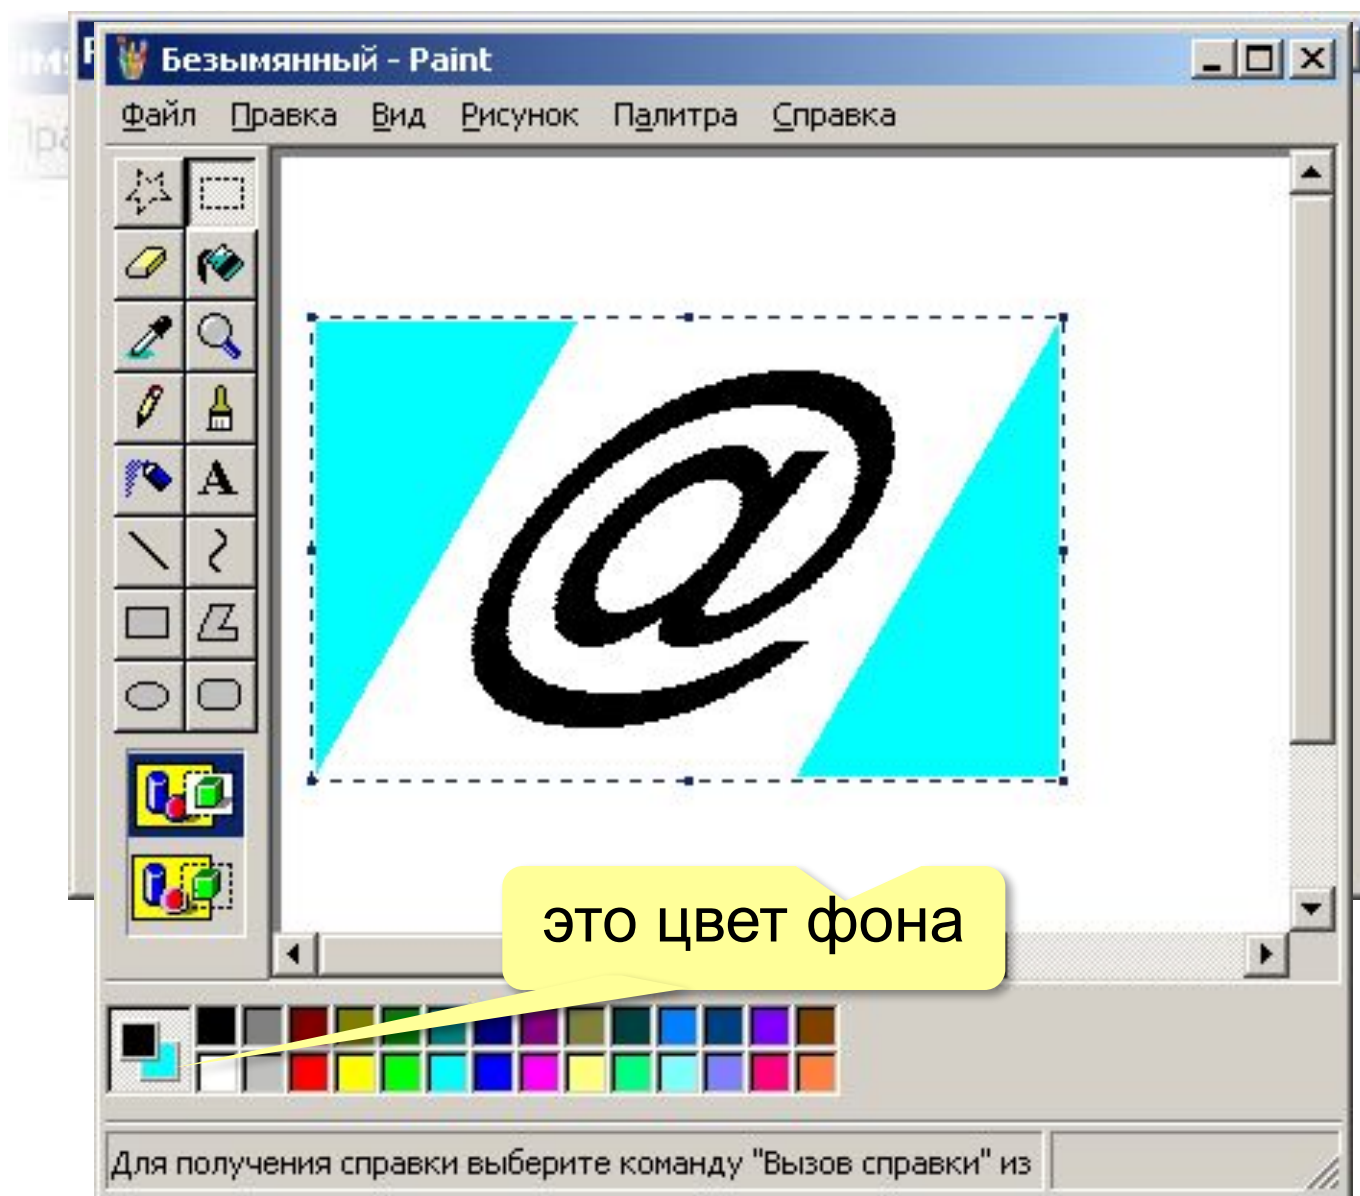 Безымянный - Paint
Файл Правка Вид Рисунок Палитра Справка
A
@
это цвет фона
Для получения справки выберите команду "Вызов справки" из